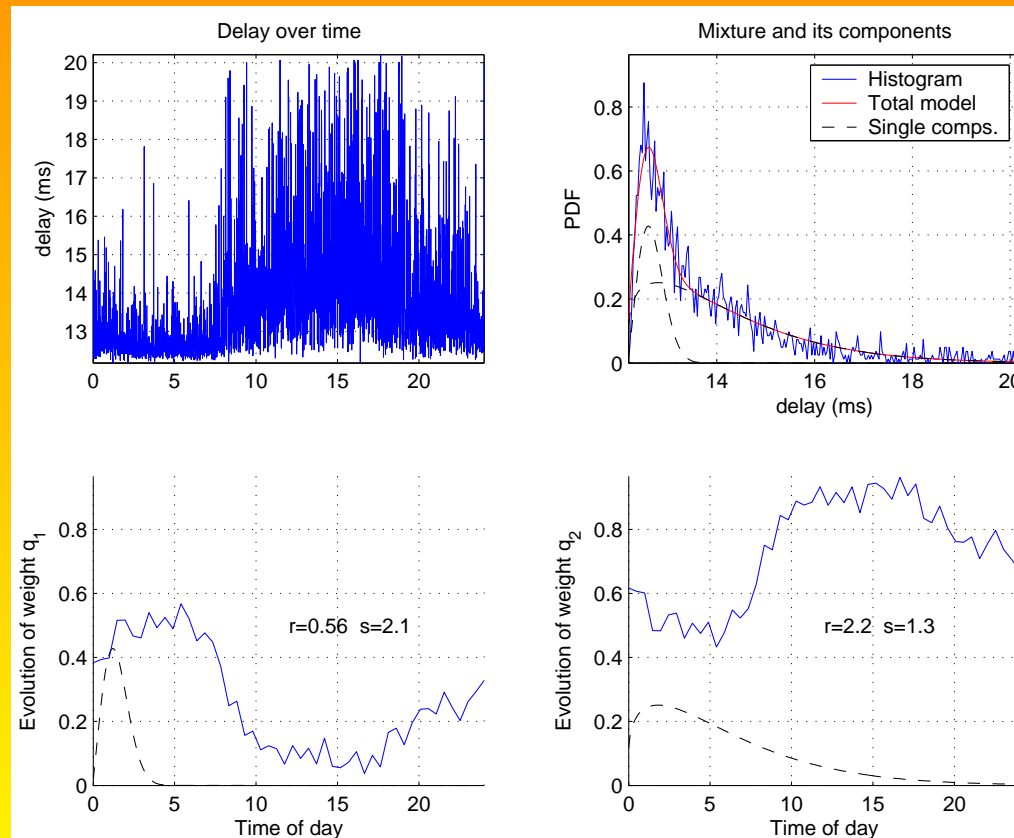 Delay over time
delay (ms)
20
19
18
17
16
15
14
13
0 5 10 15 20
Mixture and its components
Histogram
Total model
Single comps.
PDF
0.8
0.6
0.4
0.2
0
14 16 18 20
delay (ms)
Evolution of weight q1
0.8
0.6
0.4
0.2
0
r=0.56 s=2.1
0 5 10 15 20
Time of day
Evolution of weight q2
0.8
0.6
0.4
0.2
0
r=2.2 s=1.3
0 5 10 15 20
Time of day